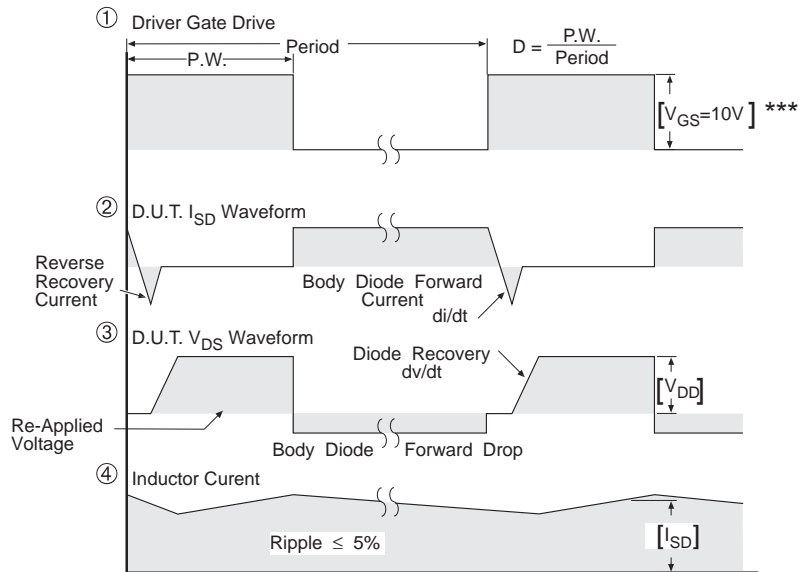 ① Driver Gate Drive
Period
P.W.
D = P.W. / Period
[VGS=10V] ***
② D.U.T. ISD Waveform
Reverse
Recovery
Current
Body Diode Forward
Current
di/dt
③ D.U.T. VDS Waveform
Diode Recovery
dv/dt
[VDD]
Re-Applied
Voltage
Body Diode Forward Drop
④ Inductor Curent
Ripple ≤ 5%
[ISD]